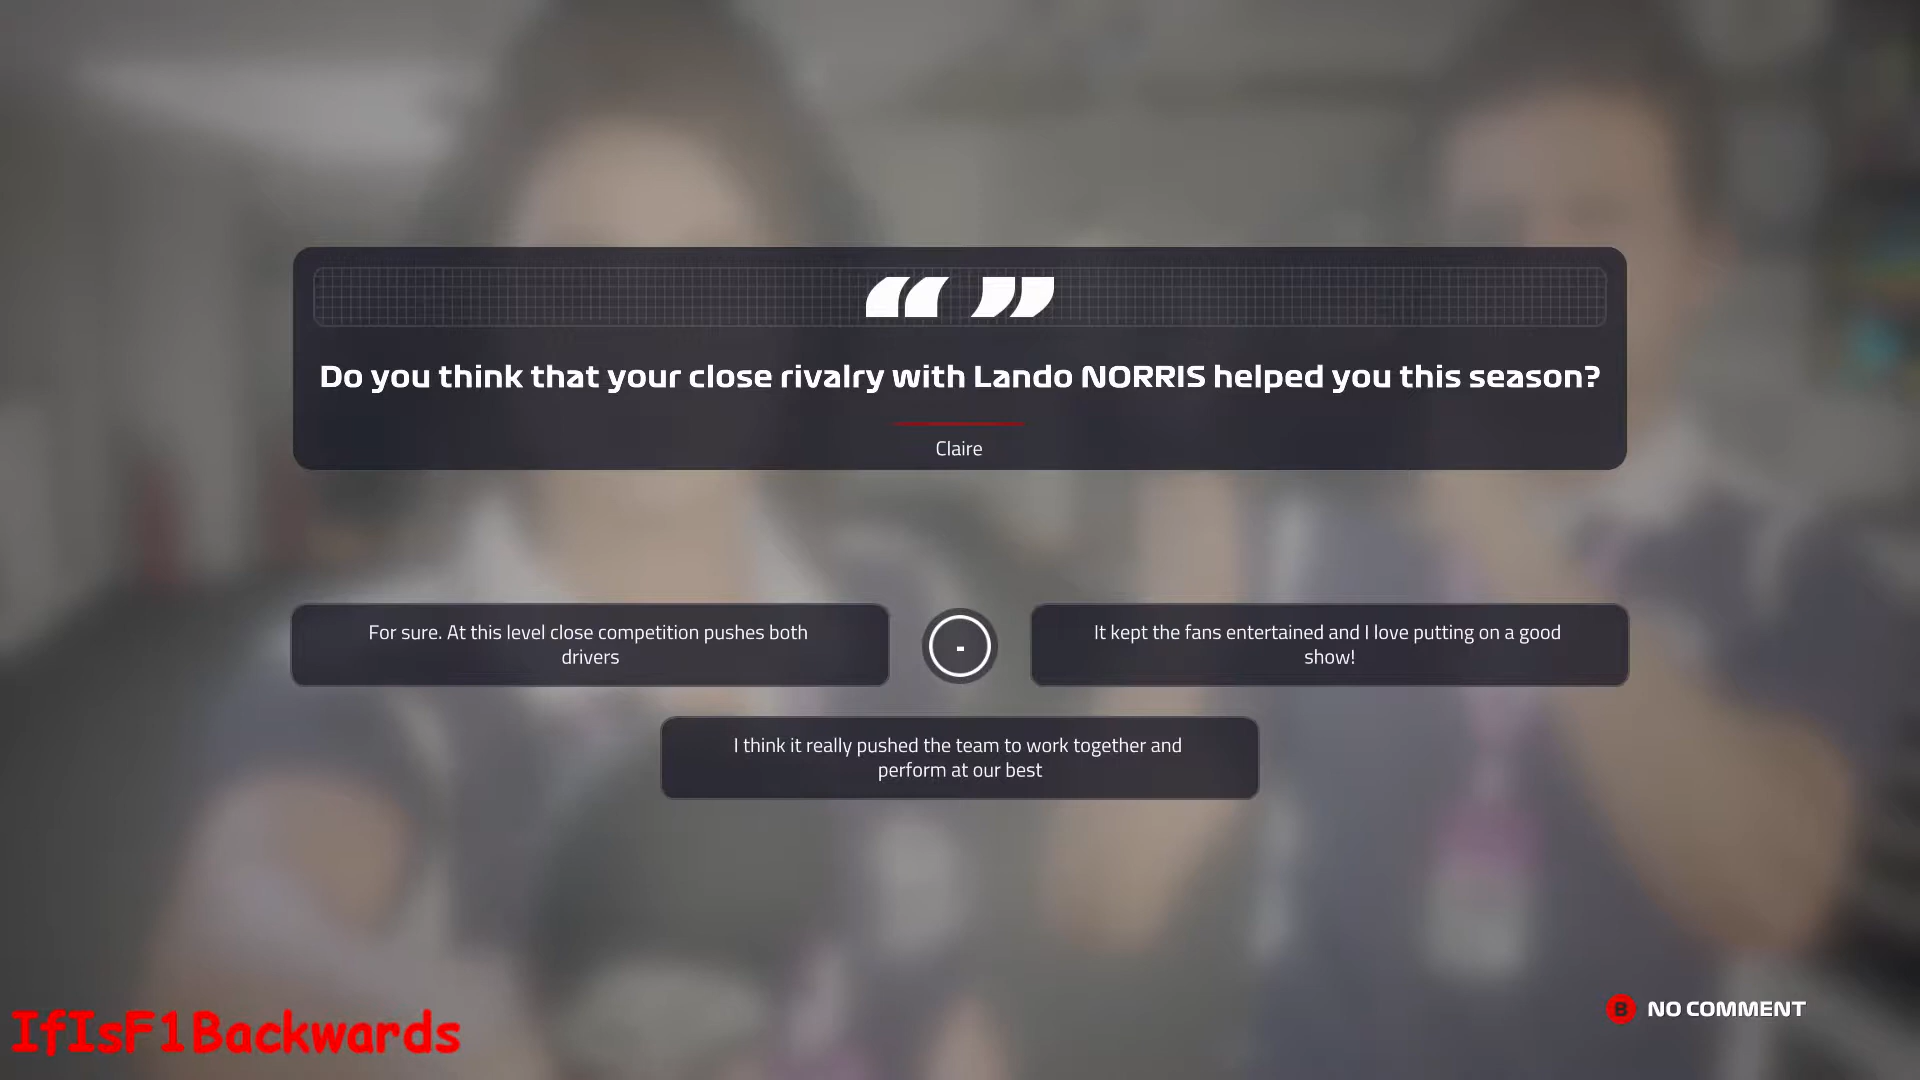 “ ”
Do you think that your close rivalry with Lando NORRIS helped you this season?
Claire
For sure. At this level close competition pushes both
drivers
-
It kept the fans entertained and I love putting on a good
show!
I think it really pushed the team to work together and
perform at our best
B NO COMMENT
IfIsF1Backwards